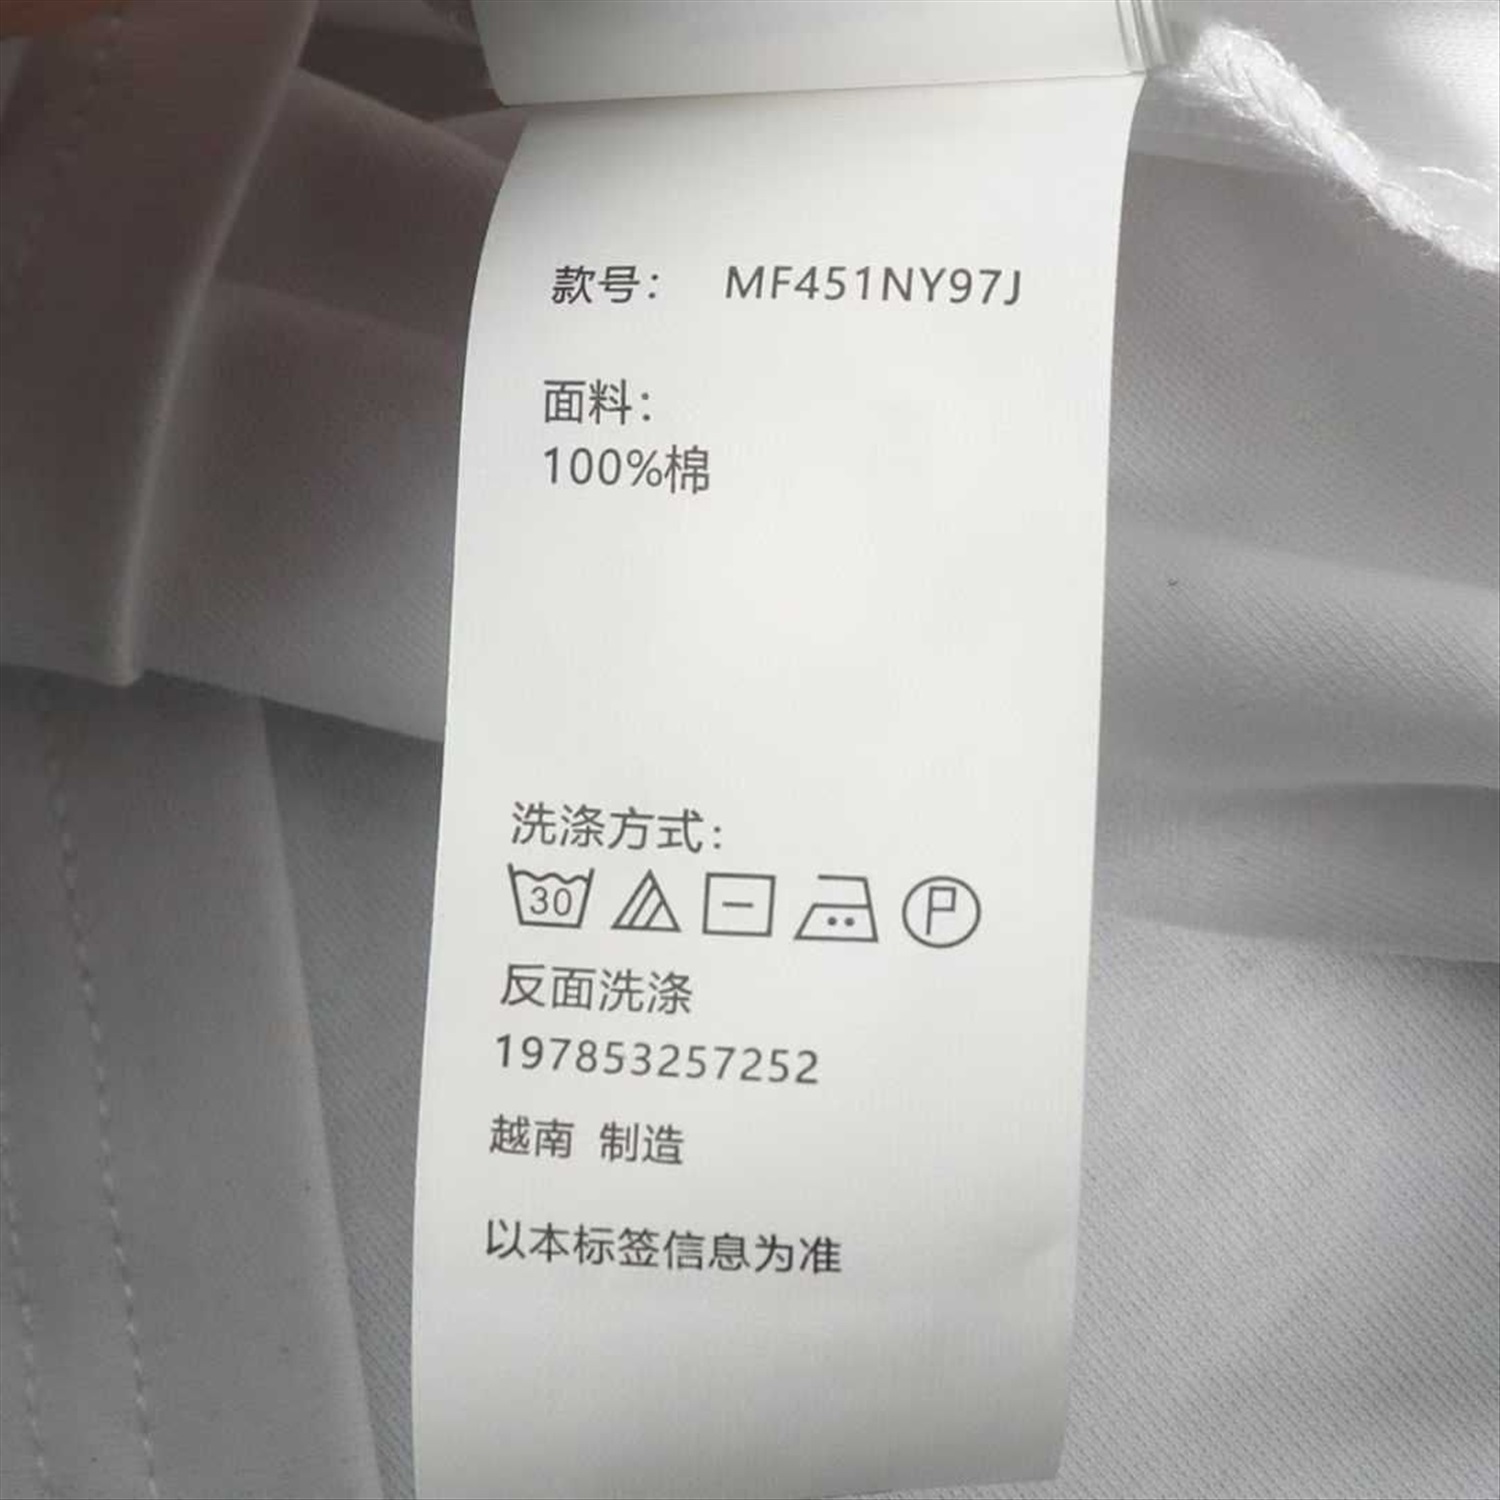 款号： MF451NY97J
面料：
100%棉
洗涤方式：
30 P
反面洗涤
197853257252
越南 制造
以本标签信息为准